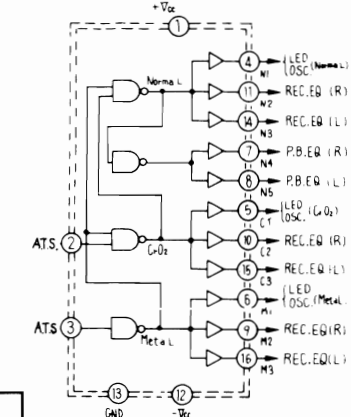 +Vcc
1
Normal
4 N1 LED OSC. (Normal)
11 N2 REC.EQ (R)
14 N3 REC.EQ (L)
7 N4 P.B.EQ (R)
8 N5 P.B.EQ (L)
5 C1 LED OSC. (CrO2)
A.T.S. 2
CrO2
10 C2 REC.EQ (R)
15 C3 REC.EQ (L)
6 M1 LED OSC. (Metal
A.T.S 3
Metal
9 M2 REC.EQ(R)
16 M3 REC.EQ(L)
13 12
GND -Vcc